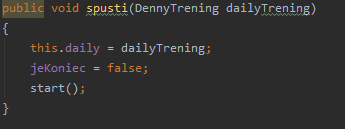 public void spusti(DennyTrening dailyTrening)
{
    this.daily = dailyTrening;
    jeKoniec = false;
    start();
}